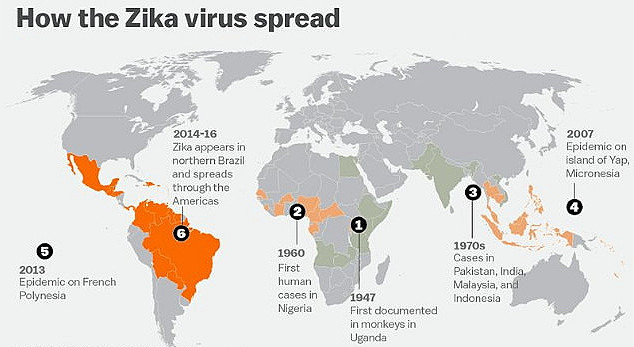 How the Zika virus spread
2014-16
Zika appears in
northern Brazil
and spreads
through the
Americas
6
5
2013
Epidemic on French
Polynesia
2
1960
First
human
cases in
Nigeria
1
1947
First documented
in monkeys in
Uganda
3
1970s
Cases in
Pakistan, India,
Malaysia, and
Indonesia
2007
Epidemic on
island of Yap,
Micronesia
4